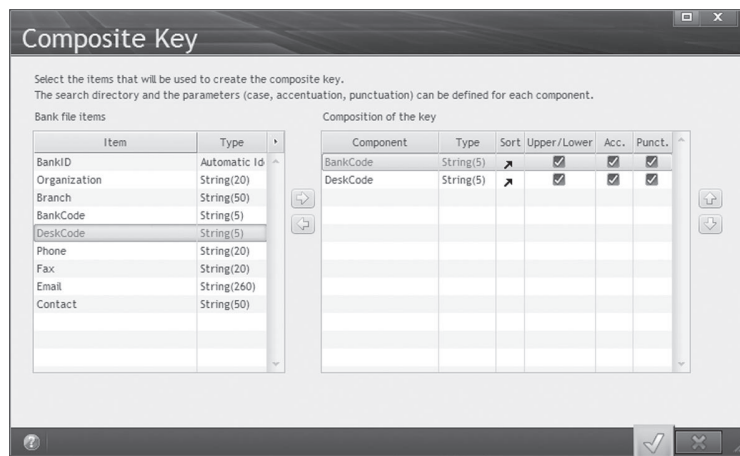 Composite Key
Select the items that will be used to create the composite key.
The search directory and the parameters (case, accentuation, punctuation) can be defined for each component.
Bank file items
Composition of the key
Item Type
BankID Automatic Ide
Organization String(20)
Branch String(50)
BankCode String(5)
DeskCode String(5)
Phone String(20)
Fax String(20)
Email String(260)
Contact String(50)
Component Type Sort Upper/Lower Acc. Punct.
BankCode String(5)
DeskCode String(5)